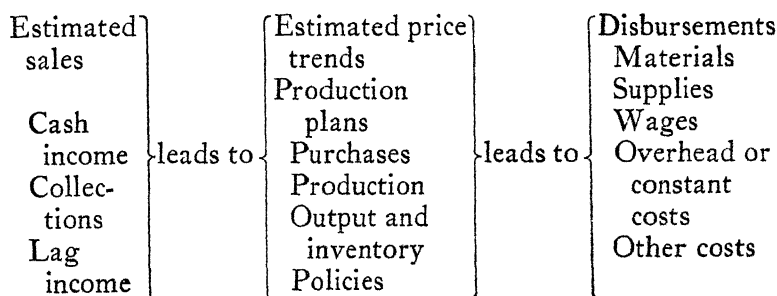 Estimated
sales
Cash
income
Collec-
tions
Lag
income
leads to
Estimated price
trends
Production
plans
Purchases
Production
Output and
inventory
Policies
leads to
Disbursements
Materials
Supplies
Wages
Overhead or
constant
costs
Other costs